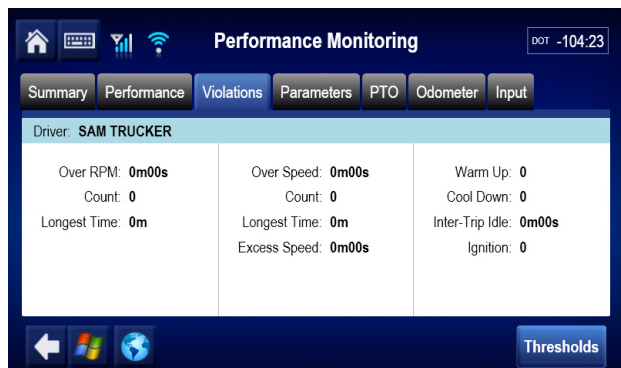 Performance Monitoring
DOT -104:23
Summary Performance Violations Parameters PTO Odometer Input
Driver: SAM TRUCKER
Over RPM: 0m00s
Count: 0
Longest Time: 0m
Over Speed: 0m00s
Count: 0
Longest Time: 0m
Excess Speed: 0m00s
Warm Up: 0
Cool Down: 0
Inter-Trip Idle: 0m00s
Ignition: 0
Thresholds